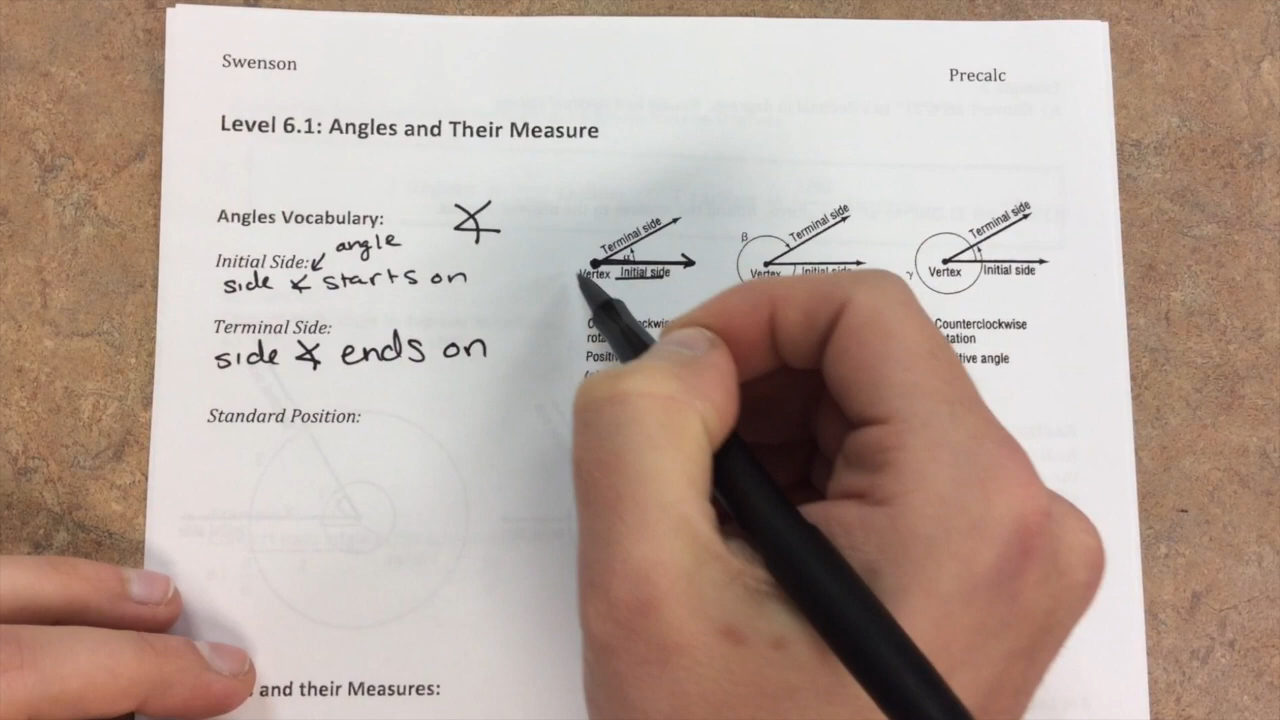 Swenson
Precalc
Level 6.1: Angles and Their Measure
Angles Vocabulary: ∡
angle
Initial Side: ↙
side ∡ starts on
Terminal Side:
side ∡ ends on
Standard Position:
Terminal side
α
Vertex Initial side
β
Terminal side
Vertex Initial side
Terminal side
γ
Vertex Initial side
Counterclockwise
and their Measures: